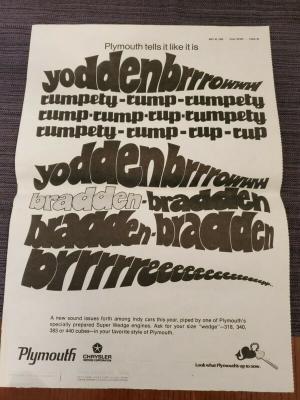 Plymouth tells it like it is
yoddenbrrrowww
rumpety-rump-rumpety
rump-rump-rup-rumpety
rumpety-rump-rup-rup
yoddenbrrrowww
bradden-bradden
bradden-bradden
brrrrreeeeeeeeeeee
A new sound issues forth among indy cars this year, piped by one of Plymouth's
specially prepared Super Wedge engines. Ask for your size "wedge"—318, 340,
383 or 440 cubes—in your favorite style of Plymouth.
Plymouth
CHRYSLER
Look what Plymouth's up to now.